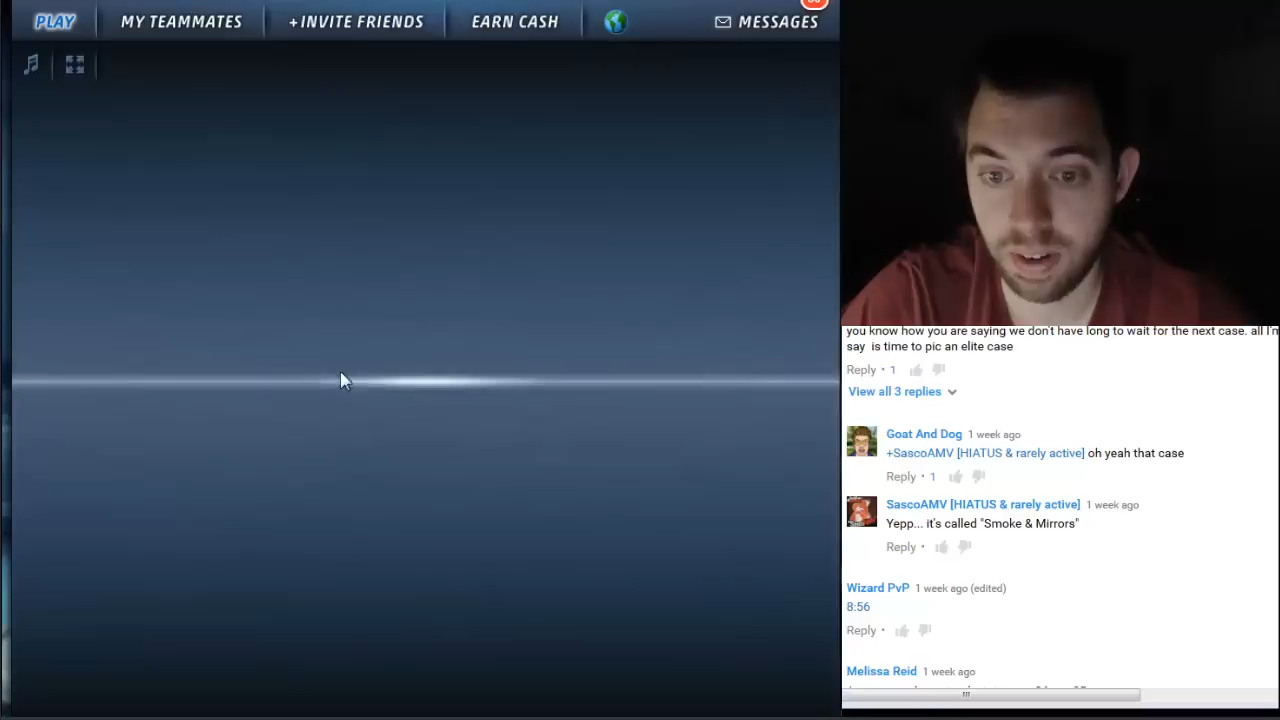 PLAY
MY TEAMMATES
+INVITE FRIENDS
EARN CASH
MESSAGES
you know how you are saying we don't have long to wait for the next case. all I'm
say is time to pic an elite case
Reply • 1
View all 3 replies
Goat And Dog 1 week ago
+SascoAMV [HIATUS & rarely active] oh yeah that case
Reply • 1
SascoAMV [HIATUS & rarely active] 1 week ago
Yepp... it's called "Smoke & Mirrors"
Reply •
Wizard PvP 1 week ago (edited)
8:56
Reply •
Melissa Reid 1 week ago